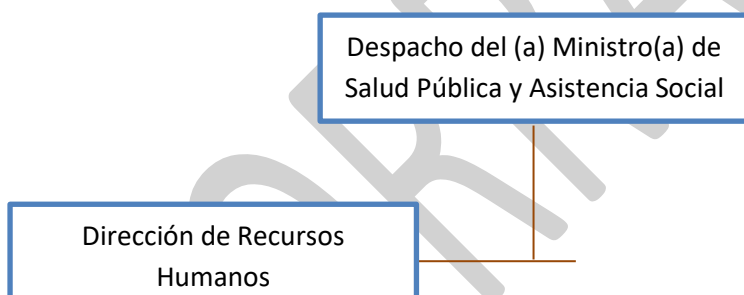 Despacho del (a) Ministro(a) de
Salud Pública y Asistencia Social
Dirección de Recursos
Humanos